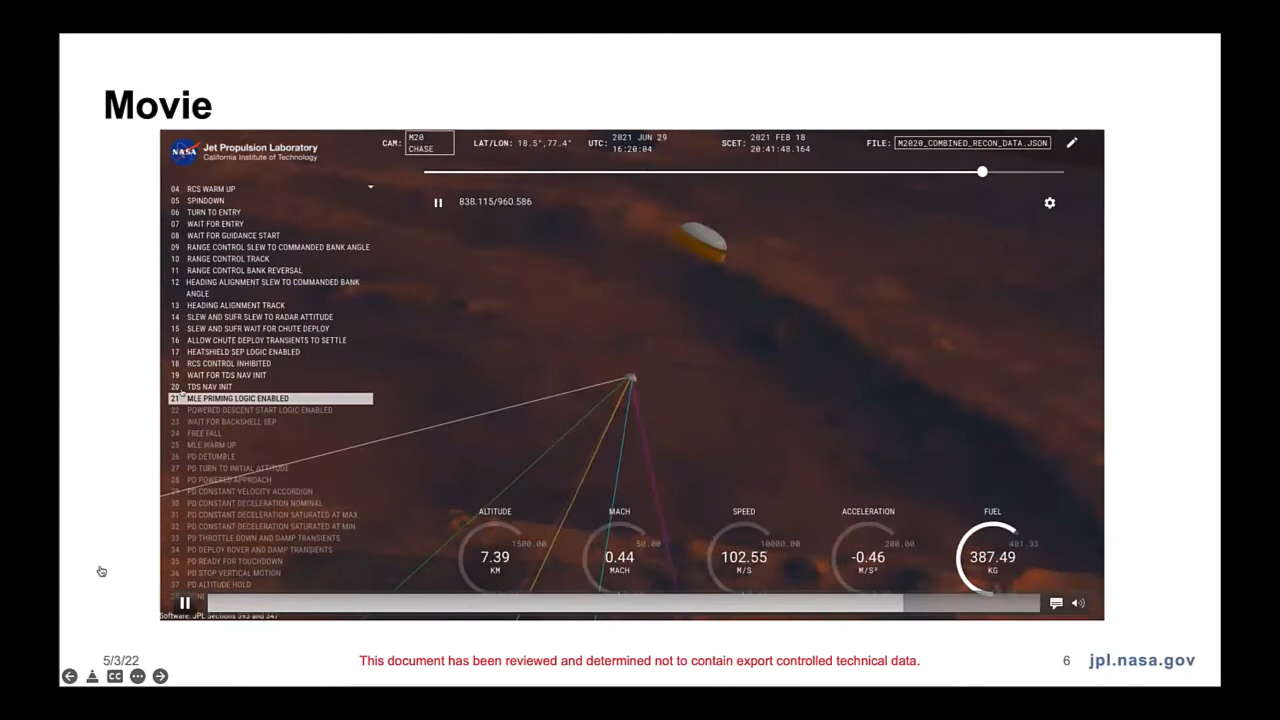 Movie
NASA
Jet Propulsion Laboratory
California Institute of Technology
CAM:
M20
CHASE
LAT/LON: 18.5°,77.4°
UTC:
2021 JUN 29
16:20:04
SCET:
2021 FEB 18
20:41:48.164
FILE:
M2020_COMBINED_RECON_DATA.JSON
838.115/960.586
04 RCS WARM UP
05 SPINDOWN
06 TURN TO ENTRY
07 WAIT FOR ENTRY
08 WAIT FOR GUIDANCE START
09 RANGE CONTROL SLEW TO COMMANDED BANK ANGLE
10 RANGE CONTROL TRACK
11 RANGE CONTROL BANK REVERSAL
12 HEADING ALIGNMENT SLEW TO COMMANDED BANK
ANGLE
13 HEADING ALIGNMENT TRACK
14 SLEW AND SUFR SLEW TO RADAR ATTITUDE
15 SLEW AND SUFR WAIT FOR CHUTE DEPLOY
16 ALLOW CHUTE DEPLOY TRANSIENTS TO SETTLE
17 HEATSHIELD SEP LOGIC ENABLED
18 RCS CONTROL INHIBITED
19 WAIT FOR TDS NAV INIT
20 TDS NAV INIT
21 MLE PRIMING LOGIC ENABLED
22 POWERED DESCENT START LOGIC ENABLED
23 WAIT FOR BACKSHELL SEP
24 FREE FALL
25 MLE WARM UP
26 PD DETUMBLE
27 PD TURN TO INITIAL ATTITUDE
28 PD POWERED APPROACH
29 PD CONSTANT VELOCITY ACCORDION
30 PD CONSTANT DECELERATION NOMINAL
31 PD CONSTANT DECELERATION SATURATED AT MAX
32 PD CONSTANT DECELERATION SATURATED AT MIN
33 PD THROTTLE DOWN AND DAMP TRANSIENTS
34 PD DEPLOY ROVER AND DAMP TRANSIENTS
35 PD READY FOR TOUCHDOWN
36 PD STOP VERTICAL MOTION
37 PD ALTITUDE HOLD
ALTITUDE
1500.00
7.39
KM
MACH
50.00
0.44
MACH
SPEED
10000.00
102.55
M/S
ACCELERATION
200.00
-0.46
M/S²
FUEL
401.33
387.49
KG
Software: JPL Sections 393 and 347
5/3/22
This document has been reviewed and determined not to contain export controlled technical data.
6
jpl.nasa.gov
CC